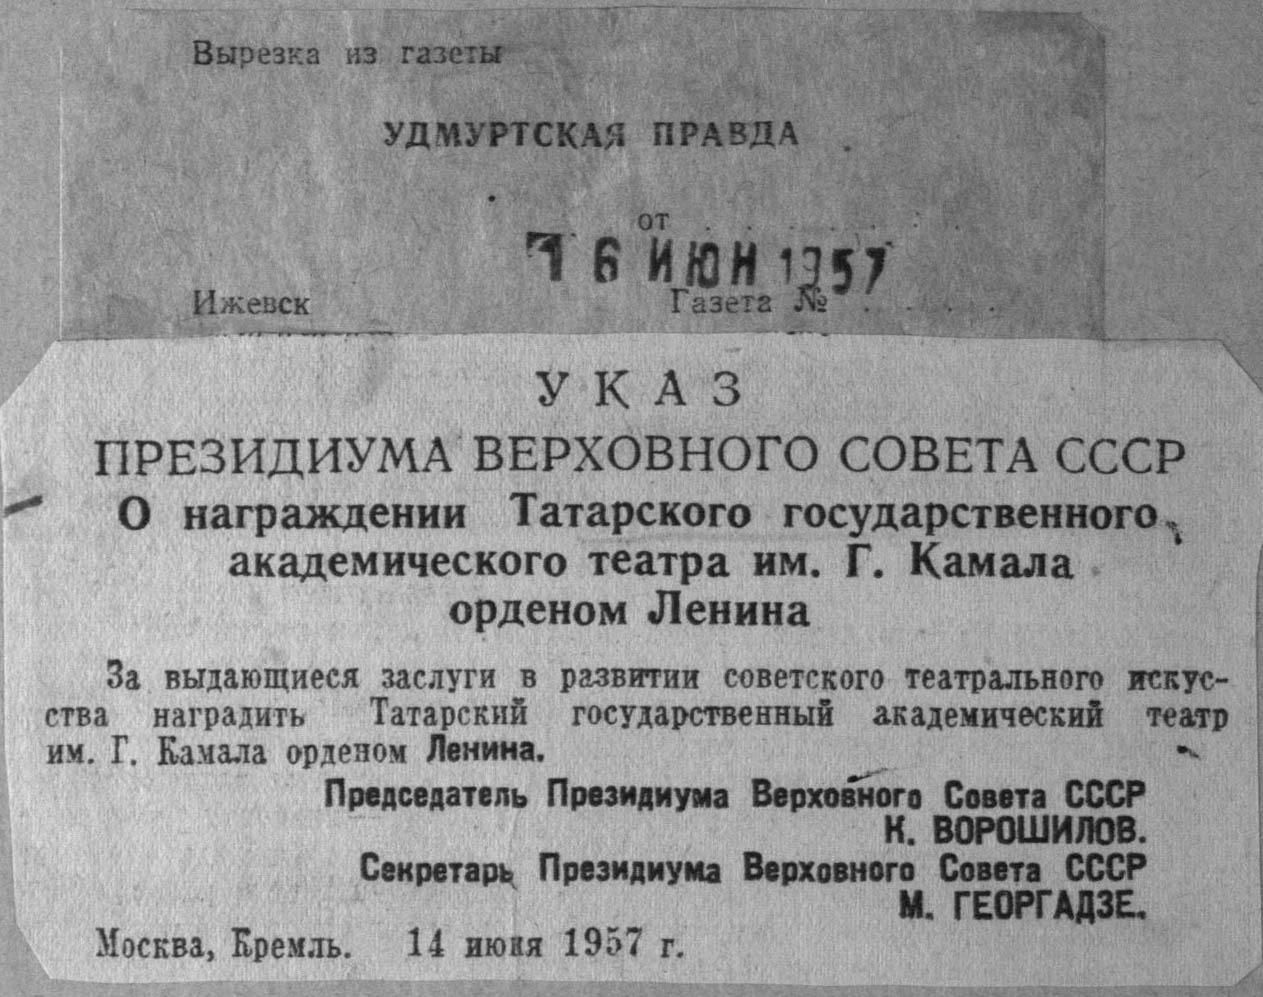 Вырезка из газеты
УДМУРТСКАЯ ПРАВДА
от . . . . . . .
16 ИЮН 1957
Ижевск Газета № . . . .
УКАЗ
ПРЕЗИДИУМА ВЕРХОВНОГО СОВЕТА СССР
О награждении Татарского государственного
академического театра им. Г. Камала
орденом Ленина
За выдающиеся заслуги в развитии советского театрального искус-
ства наградить Татарский государственный академический театр
им. Г. Камала орденом Ленина.
Председатель Президиума Верховного Совета СССР
К. ВОРОШИЛОВ.
Секретарь Президиума Верховного Совета СССР
М. ГЕОРГАДЗЕ.
Москва, Кремль. 14 июня 1957 г.